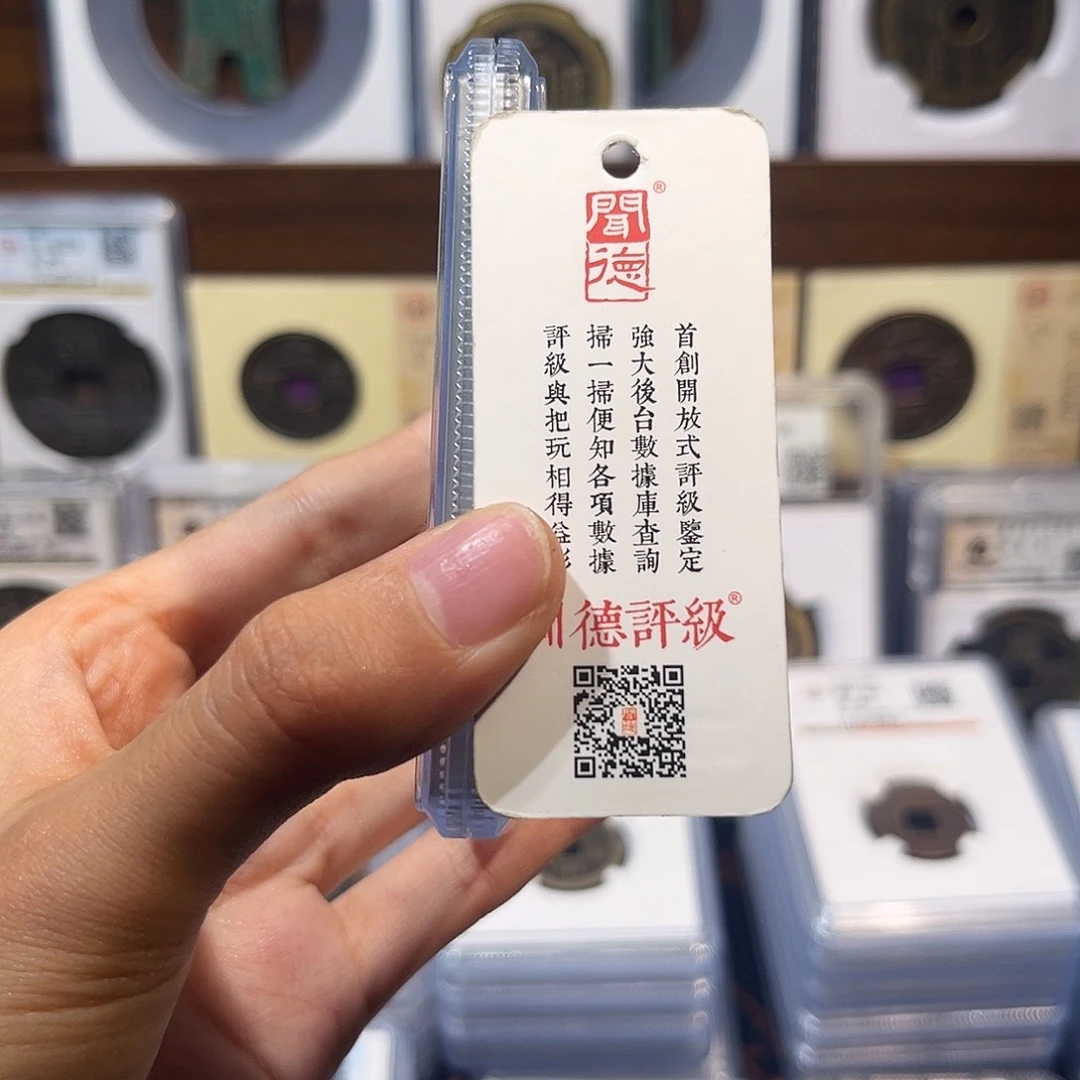 聞德®
首創開放式評級鑒定
強大後台數據庫查詢
掃一掃便知各項數據
評級與把玩相得益彰
德評級®